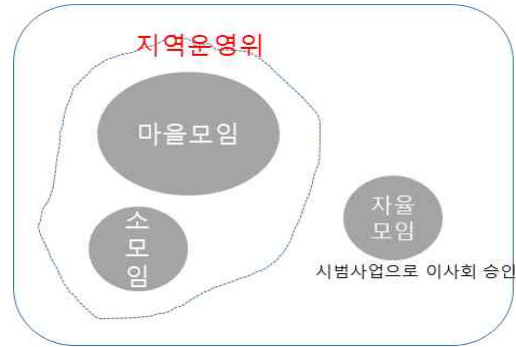 지역운영위
마을모임
소
모
임
자율
모임
시범사업으로 이사회 승인